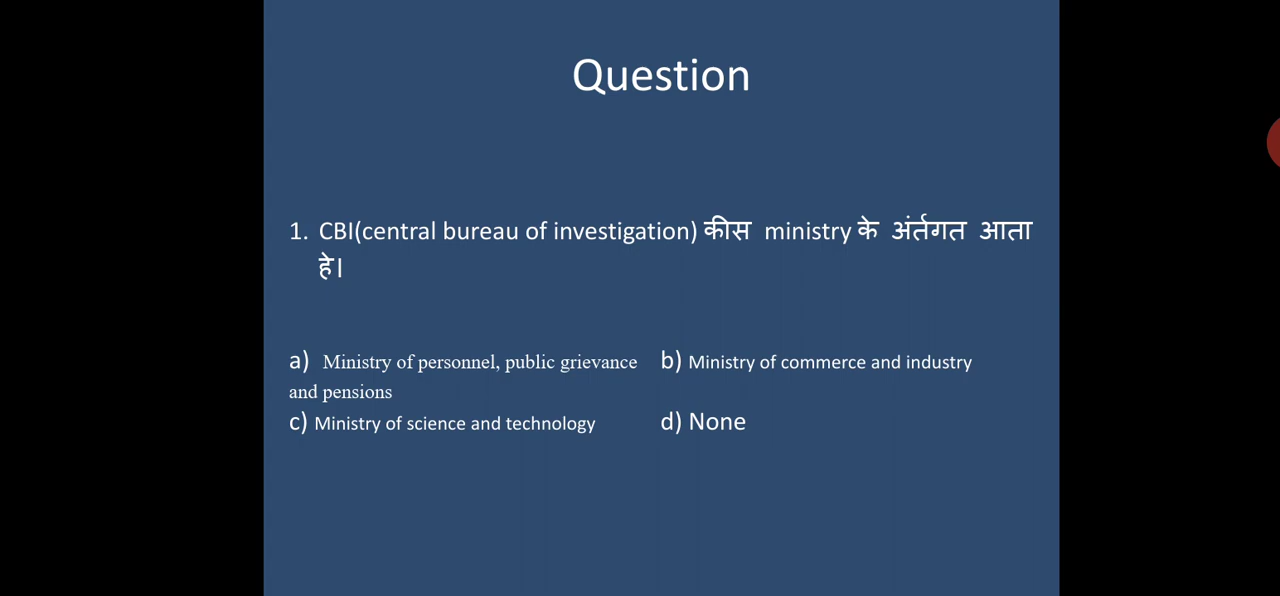 Question
1. CBI(central bureau of investigation) कीस ministry के अंर्तगत आता
हे।
a) Ministry of personnel, public grievance b) Ministry of commerce and industry
and pensions
c) Ministry of science and technology d) None